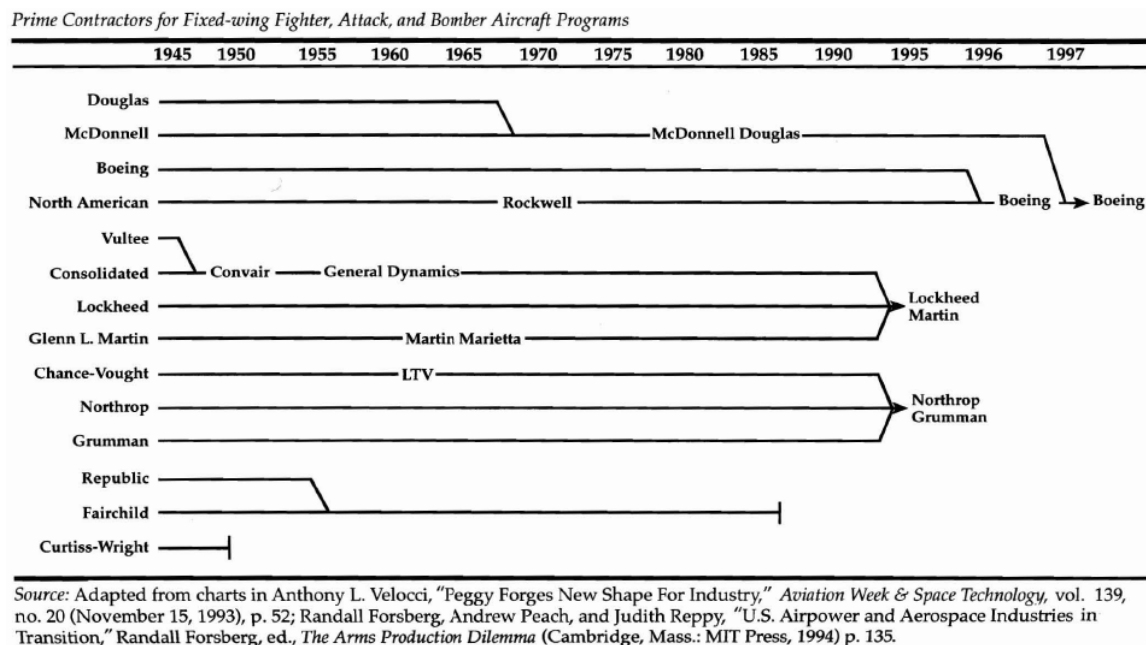 Prime Contractors for Fixed-wing Fighter, Attack, and Bomber Aircraft Programs
1945 1950 1955 1960 1965 1970 1975 1980 1985 1990 1995 1996 1997
Douglas
McDonnell McDonnell Douglas
Boeing
North American Rockwell Boeing Boeing
Vultee
Consolidated Convair General Dynamics
Lockheed Lockheed
Martin
Glenn L. Martin Martin Marietta
Chance-Vought LTV
Northrop Northrop
Grumman
Grumman
Republic
Fairchild
Curtiss-Wright
Source: Adapted from charts in Anthony L. Velocci, "Peggy Forges New Shape For Industry," Aviation Week & Space Technology, vol. 139,
no. 20 (November 15, 1993), p. 52; Randall Forsberg, Andrew Peach, and Judith Reppy, "U.S. Airpower and Aerospace Industries in
Transition," Randall Forsberg, ed., The Arms Production Dilemma (Cambridge, Mass.: MIT Press, 1994) p. 135.